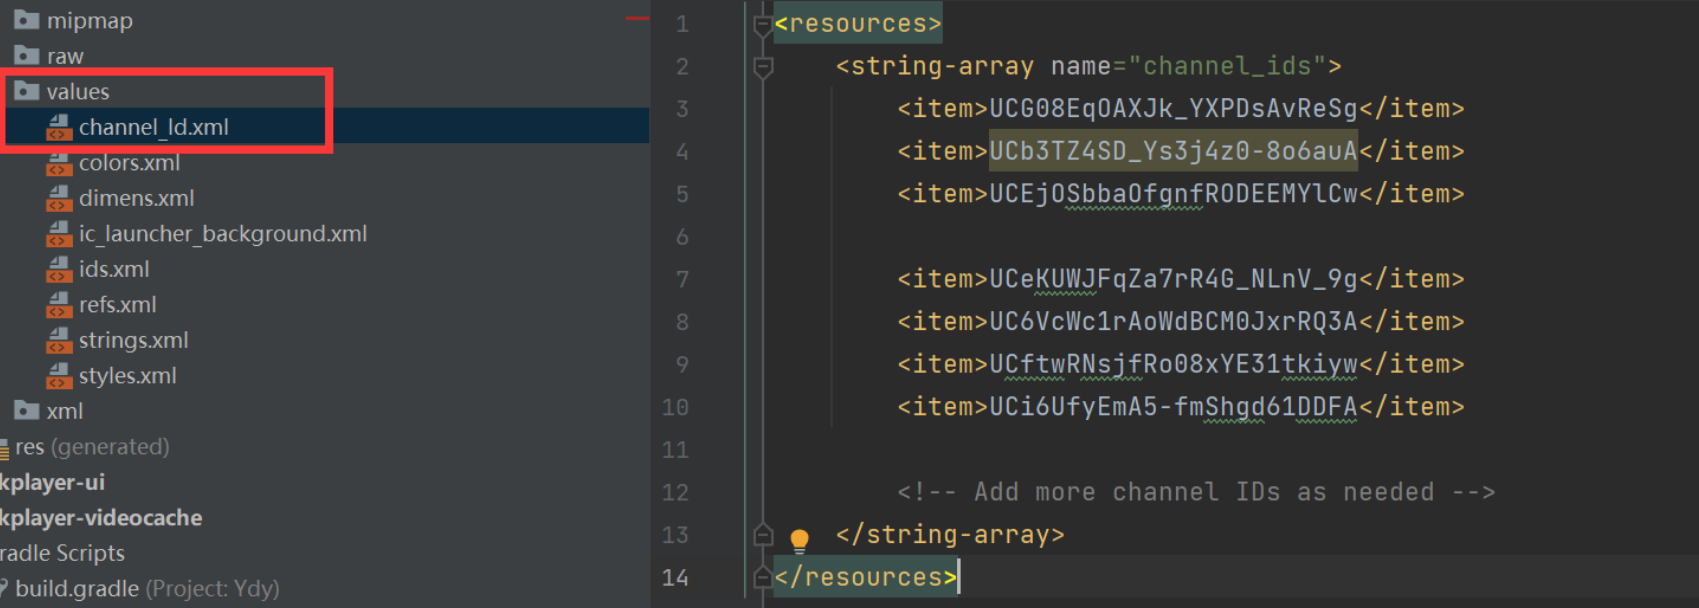 mipmap
raw
values
channel_Id.xml
colors.xml
dimens.xml
ic_launcher_background.xml
ids.xml
refs.xml
strings.xml
styles.xml
xml
res (generated)
kplayer-ui
kplayer-videocache
radle Scripts
build.gradle (Project: Ydy)
1 <resources>
2 <string-array name="channel_ids">
3 <item>UCG08EqOAXJk_YXPDsAvReSg</item>
4 <item>UCb3TZ4SD_Ys3j4z0-8o6auA</item>
5 <item>UCEjOSbbaOfgnfRODEEMYlCw</item>
6
7 <item>UCeKUWJFqZa7rR4G_NLnV_9g</item>
8 <item>UC6VcWc1rAoWdBCM0JxrRQ3A</item>
9 <item>UCftwRNsjfRo08xYE31tkiyw</item>
10 <item>UCi6UfyEmA5-fmShgd61DDFA</item>
11
12 <!-- Add more channel IDs as needed -->
13 </string-array>
14 </resources>